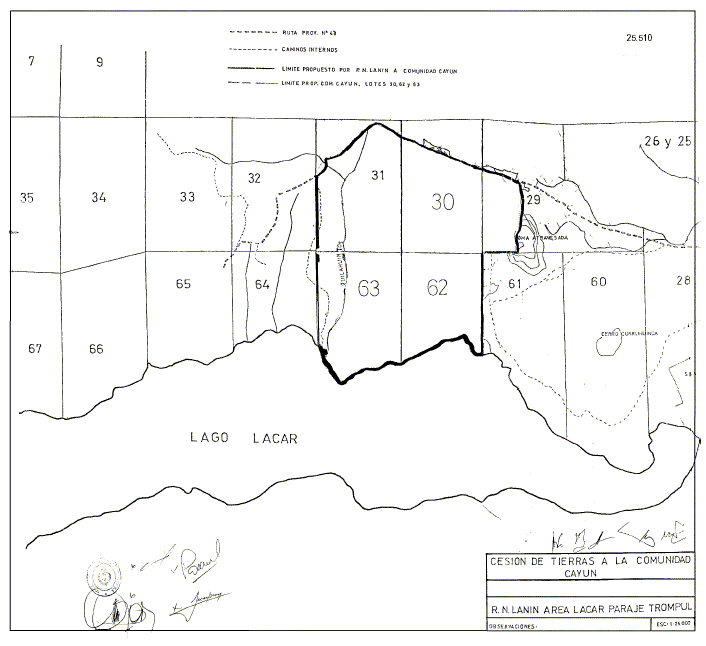 RUTA PROV. Nº 48
25.510
CAMINOS INTERNOS
LIMITE PROPUESTO POR R.N. LANIN A COMUNIDAD CAYUN
LIMITE PROP. COM. CAYUN, LOTES 30, 62 y 63
7
9
26 y 25
35
34
33
32
31
30
29
65
64
63
62
61
60
28
67
66
LAGO LACAR
CESION DE TIERRAS A LA COMUNIDAD
CAYUN
R. N. LANIN AREA LACAR PARAJE TROMPUL
OBSERVACIONES: